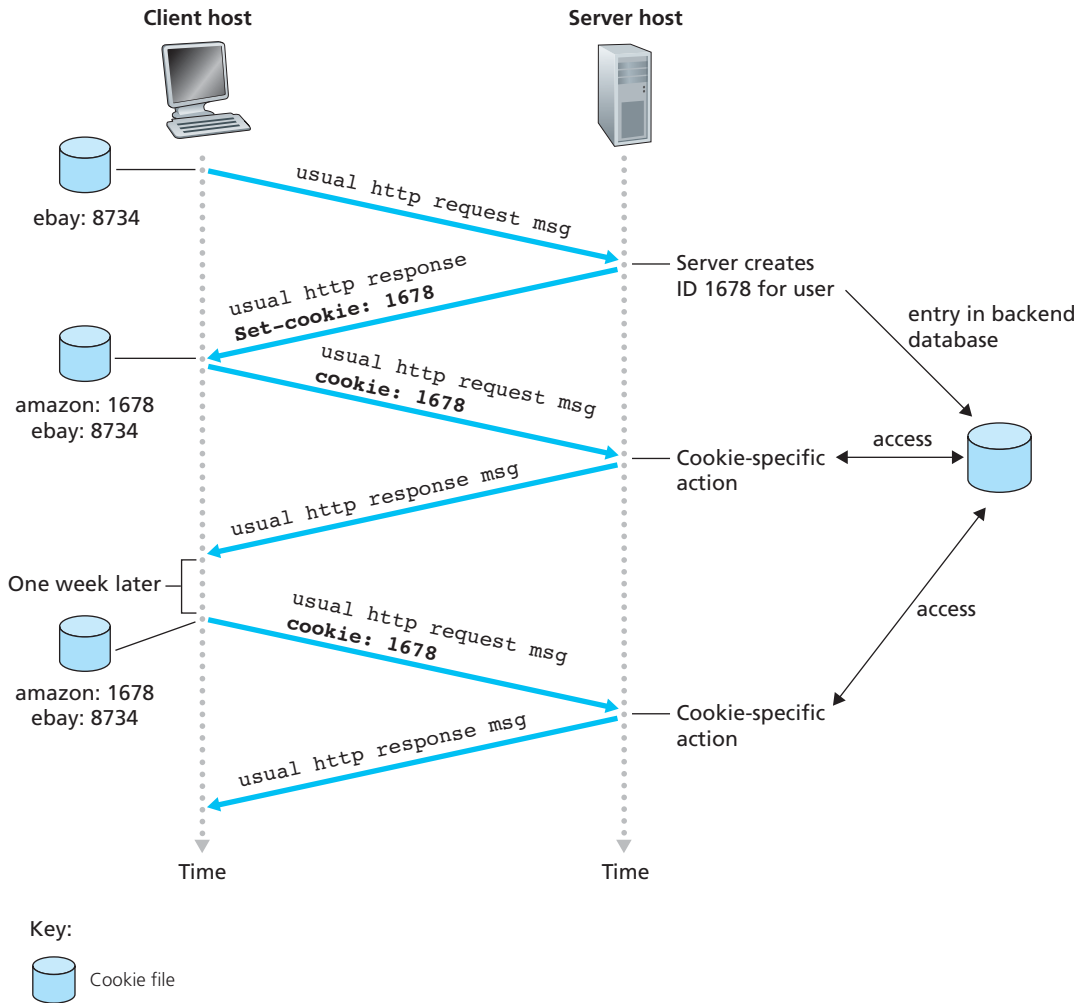 Client host
Server host
ebay: 8734
usual http request msg
Server creates
ID 1678 for user
entry in backend
database
usual http response
Set-cookie: 1678
amazon: 1678
ebay: 8734
usual http request msg
cookie: 1678
Cookie-specific
action
access
usual http response msg
One week later
amazon: 1678
ebay: 8734
usual http request msg
cookie: 1678
access
Cookie-specific
action
usual http response msg
Time
Time
Key:
Cookie file